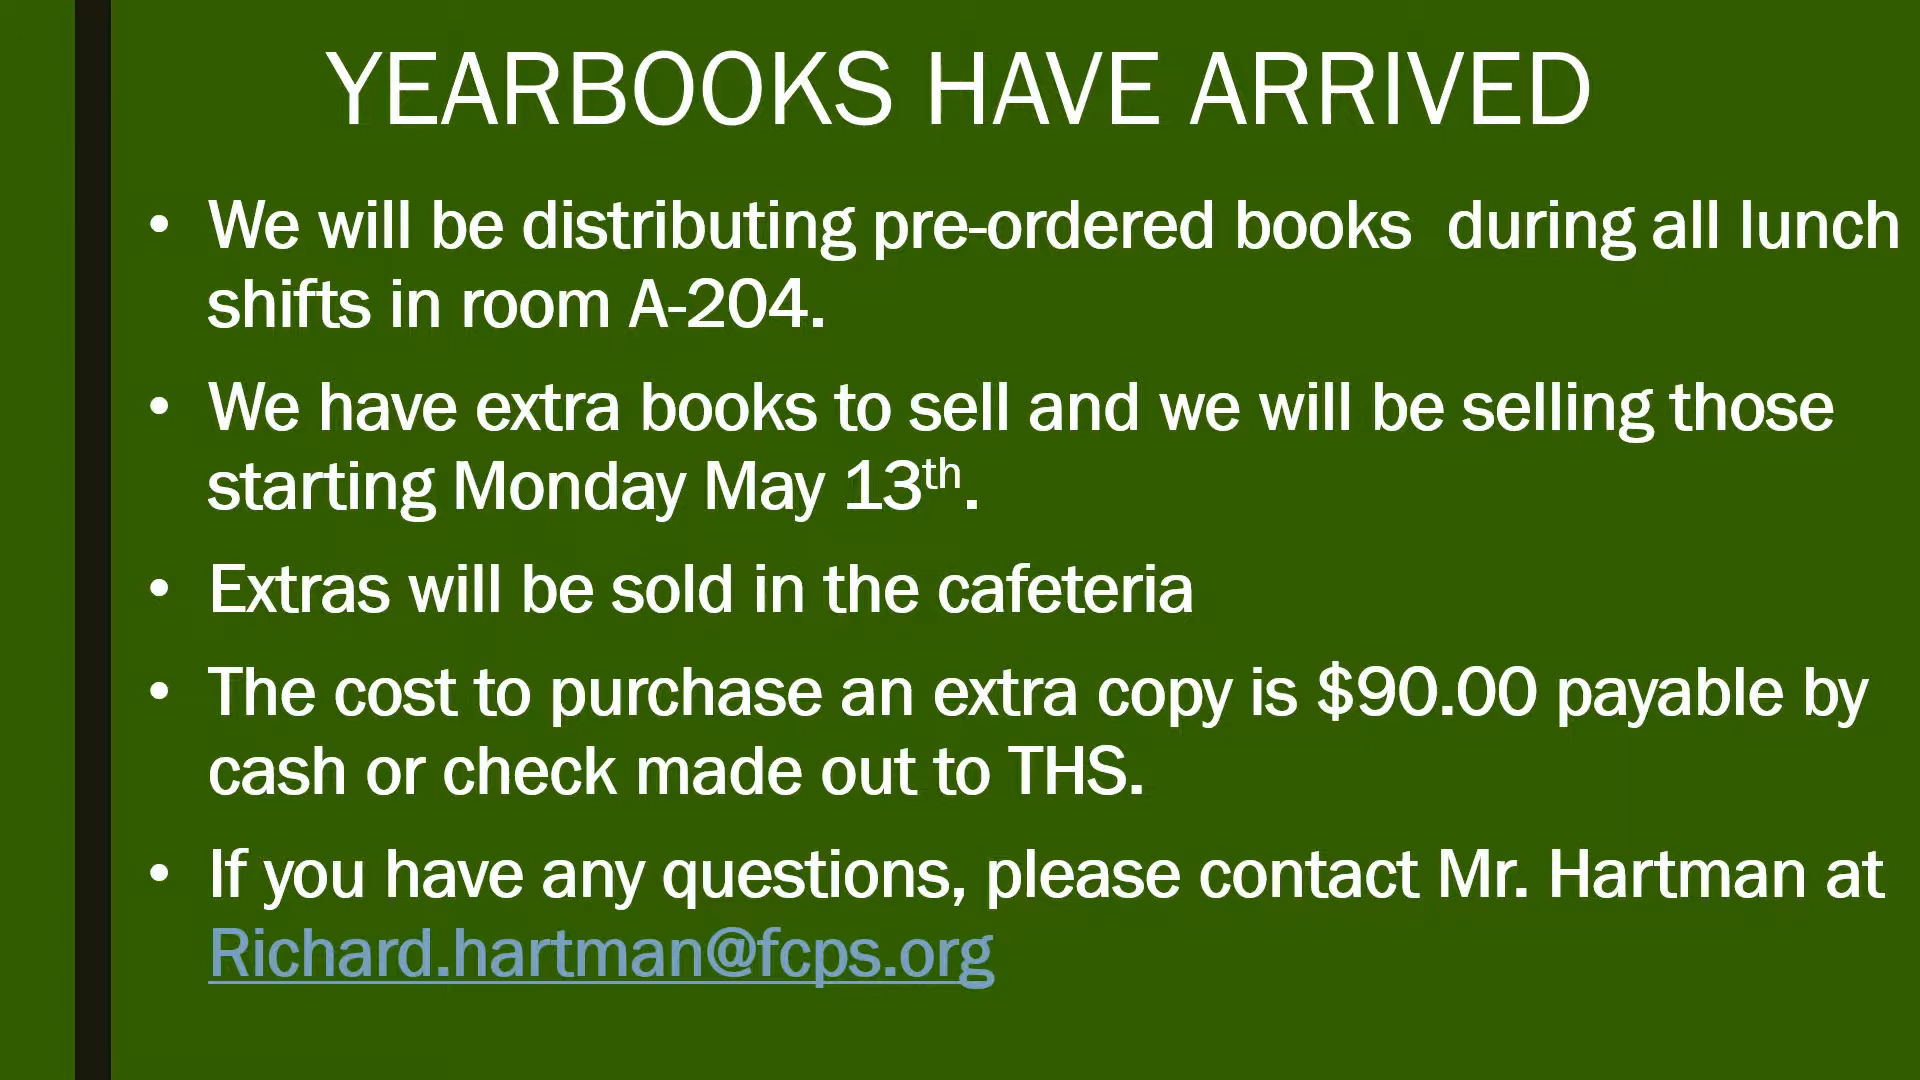 YEARBOOKS HAVE ARRIVED
• We will be distributing pre-ordered books  during all lunch
shifts in room A-204.
• We have extra books to sell and we will be selling those
starting Monday May 13th.
• Extras will be sold in the cafeteria
• The cost to purchase an extra copy is $90.00 payable by
cash or check made out to THS.
• If you have any questions, please contact Mr. Hartman at
Richard.hartman@fcps.org